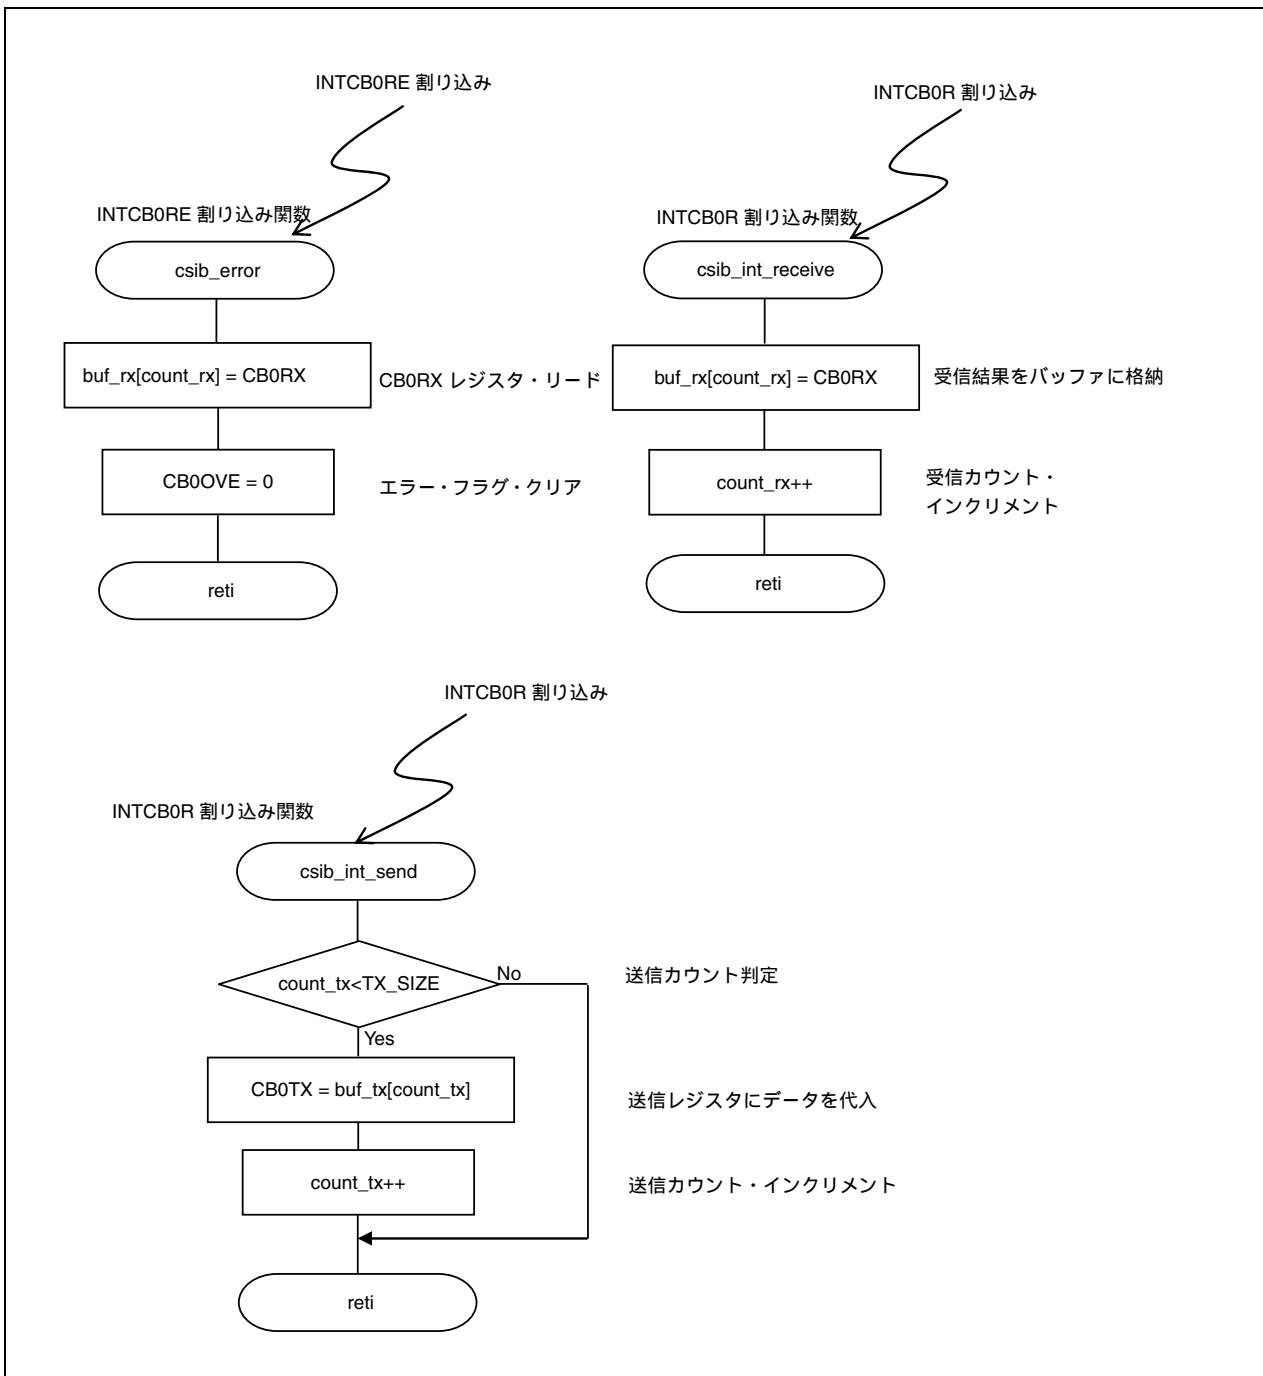 INTCB0RE 割り込み
INTCB0RE 割り込み関数
csib_error
buf_rx[count_rx] = CB0RX
CB0RX レジスタ・リード
CB0OVE = 0
エラー・フラグ・クリア
reti
INTCB0R 割り込み
INTCB0R 割り込み関数
csib_int_receive
buf_rx[count_rx] = CB0RX
受信結果をバッファに格納
count_rx++
受信カウント・
インクリメント
reti
INTCB0R 割り込み
INTCB0R 割り込み関数
csib_int_send
count_tx<TX_SIZE
No
送信カウント判定
Yes
CB0TX = buf_tx[count_tx]
送信レジスタにデータを代入
count_tx++
送信カウント・インクリメント
reti